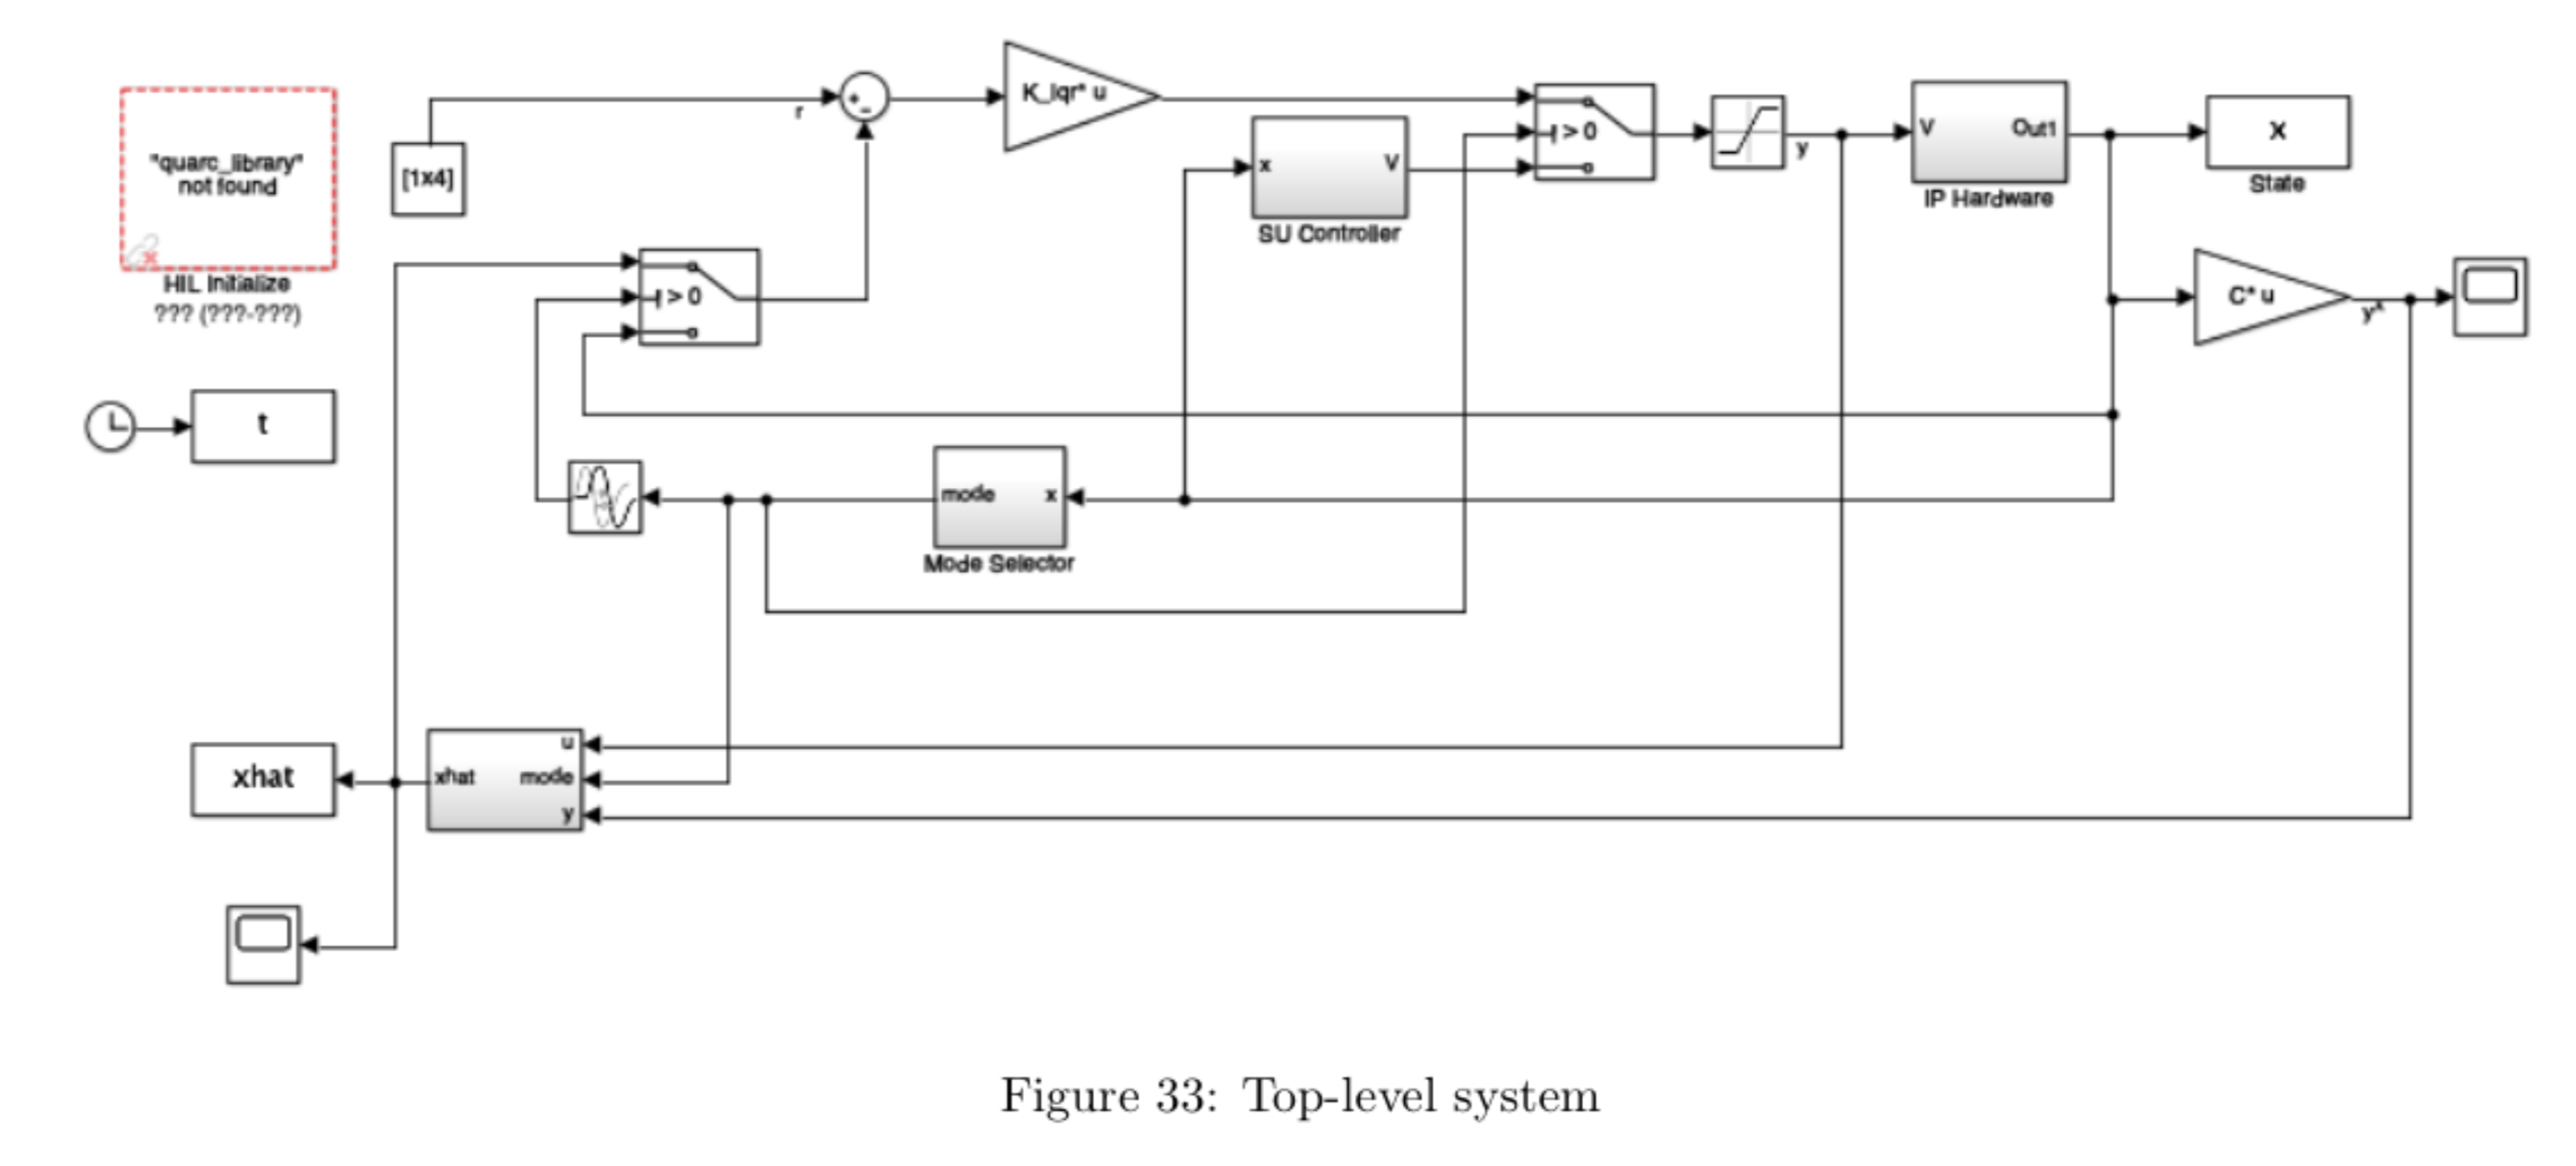 K_lqr* u
"quarc_library"
not found
HIL Initialize
??? (???-???)
[1x4]
r
+
-
> 0
x
V
SU Controller
> 0
y
V
Out1
IP Hardware
x
State
C* u
y^
t
mode
x
Mode Selector
xhat
xhat
u
mode
y
Figure 33: Top-level system